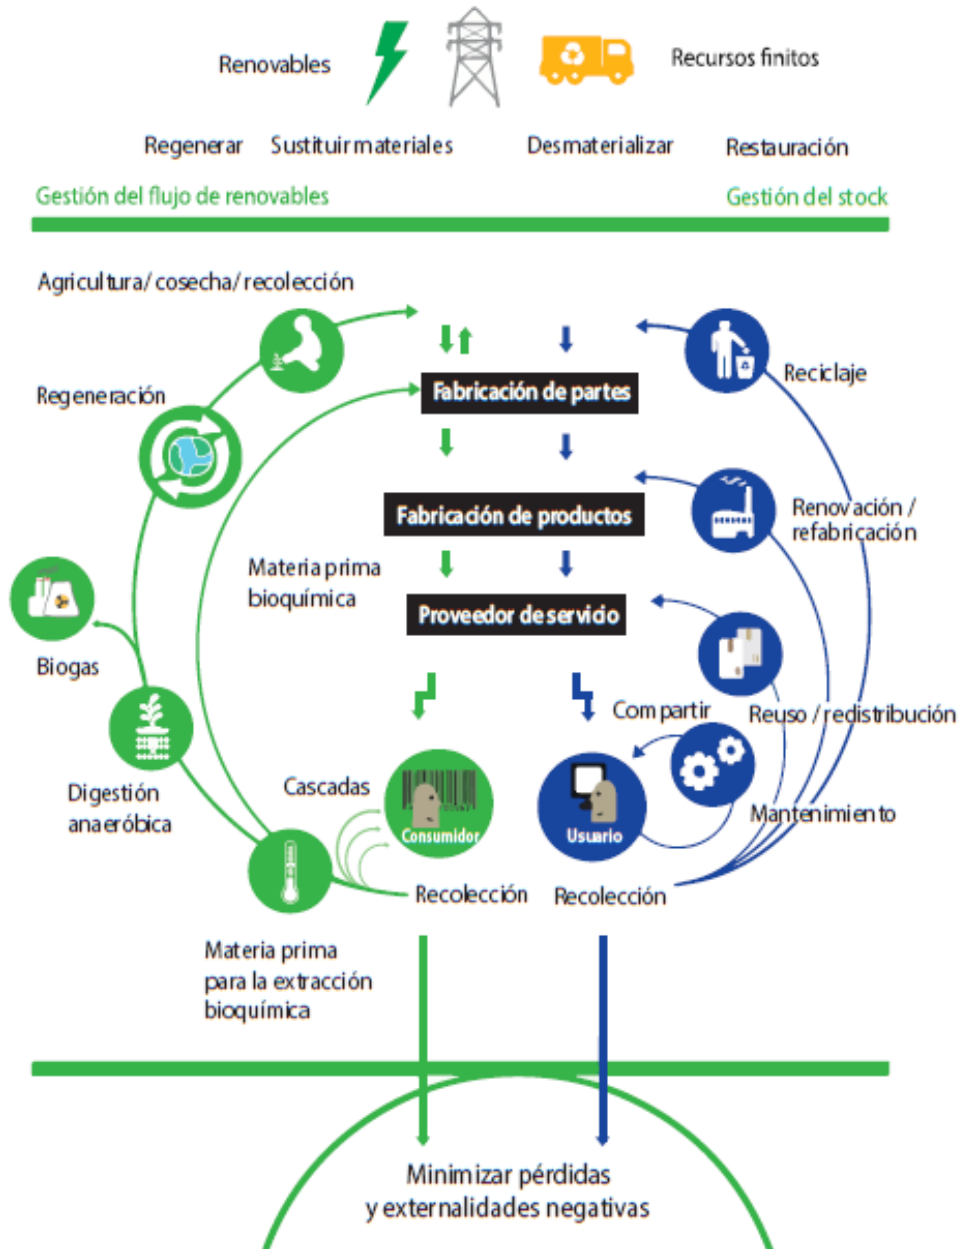 Renovables
Recursos finitos
Regenerar
Sustituir materiales
Desmaterializar
Restauración
Gestión del flujo de renovables
Gestión del stock
Agricultura/ cosecha/ recolección
Regeneración
Reciclaje
Fabricación de partes
Fabricación de productos
Renovación /
refabricación
Materia prima
bioquímica
Proveedor de servicio
Biogas
Compartir
Reuso / redistribución
Digestión
anaeróbica
Cascadas
Consumidor
Usuario
Mantenimiento
Recolección
Recolección
Materia prima
para la extracción
bioquímica
Minimizar pérdidas
y externalidades negativas